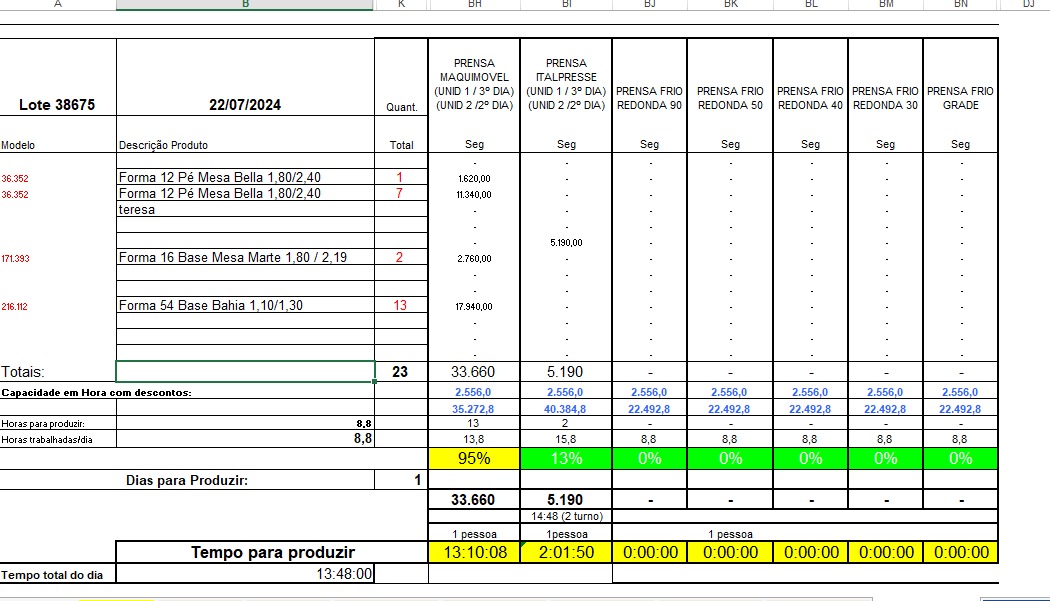 A B K BH BI BJ BK BL BM BN DJ
Lote 38675 22/07/2024 Quant. PRENSA MAQUIMOVEL (UNID 1 / 3º DIA) (UNID 2 /2º DIA) PRENSA ITALPRESSE (UNID 1 / 3º DIA) (UNID 2 /2º DIA) PRENSA FRIO REDONDA 90 PRENSA FRIO REDONDA 50 PRENSA FRIO REDONDA 40 PRENSA FRIO REDONDA 30 PRENSA FRIO GRADE
Modelo Descrição Produto Total Seg Seg Seg Seg Seg Seg Seg
- - - - - - -
36.352 Forma 12 Pé Mesa Bella 1,80/2,40 1 1.620,00 - - - - - -
36.352 Forma 12 Pé Mesa Bella 1,80/2,40 7 11.340,00 - - - - - -
teresa - - - - - - -
- - - - - - -
- 5.190,00 - - - - -
171.393 Forma 16 Base Mesa Marte 1,80 / 2,19 2 2.760,00 - - - - - -
- - - - - - -
- - - - - - -
216.112 Forma 54 Base Bahia 1,10/1,30 13 17.940,00 - - - - - -
- - - - - - -
- - - - - - -
- - - - - - -
Totais: 23 33.660 5.190 - - - - -
Capacidade em Hora com descontos: 2.556,0 2.556,0 2.556,0 2.556,0 2.556,0 2.556,0 2.556,0
35.272,8 40.384,8 22.492,8 22.492,8 22.492,8 22.492,8 22.492,8
Horas para produzir: 8,8 13 2 - - - - -
Horas trabalhadas/dia 8,8 13,8 15,8 8,8 8,8 8,8 8,8 8,8
95% 13% 0% 0% 0% 0% 0%
Dias para Produzir: 1
33.660 5.190 - - - - -
14:48 (2 turno)
1 pessoa 1pessoa 1 pessoa
Tempo para produzir 13:10:08 2:01:50 0:00:00 0:00:00 0:00:00 0:00:00 0:00:00
Tempo total do dia 13:48:00